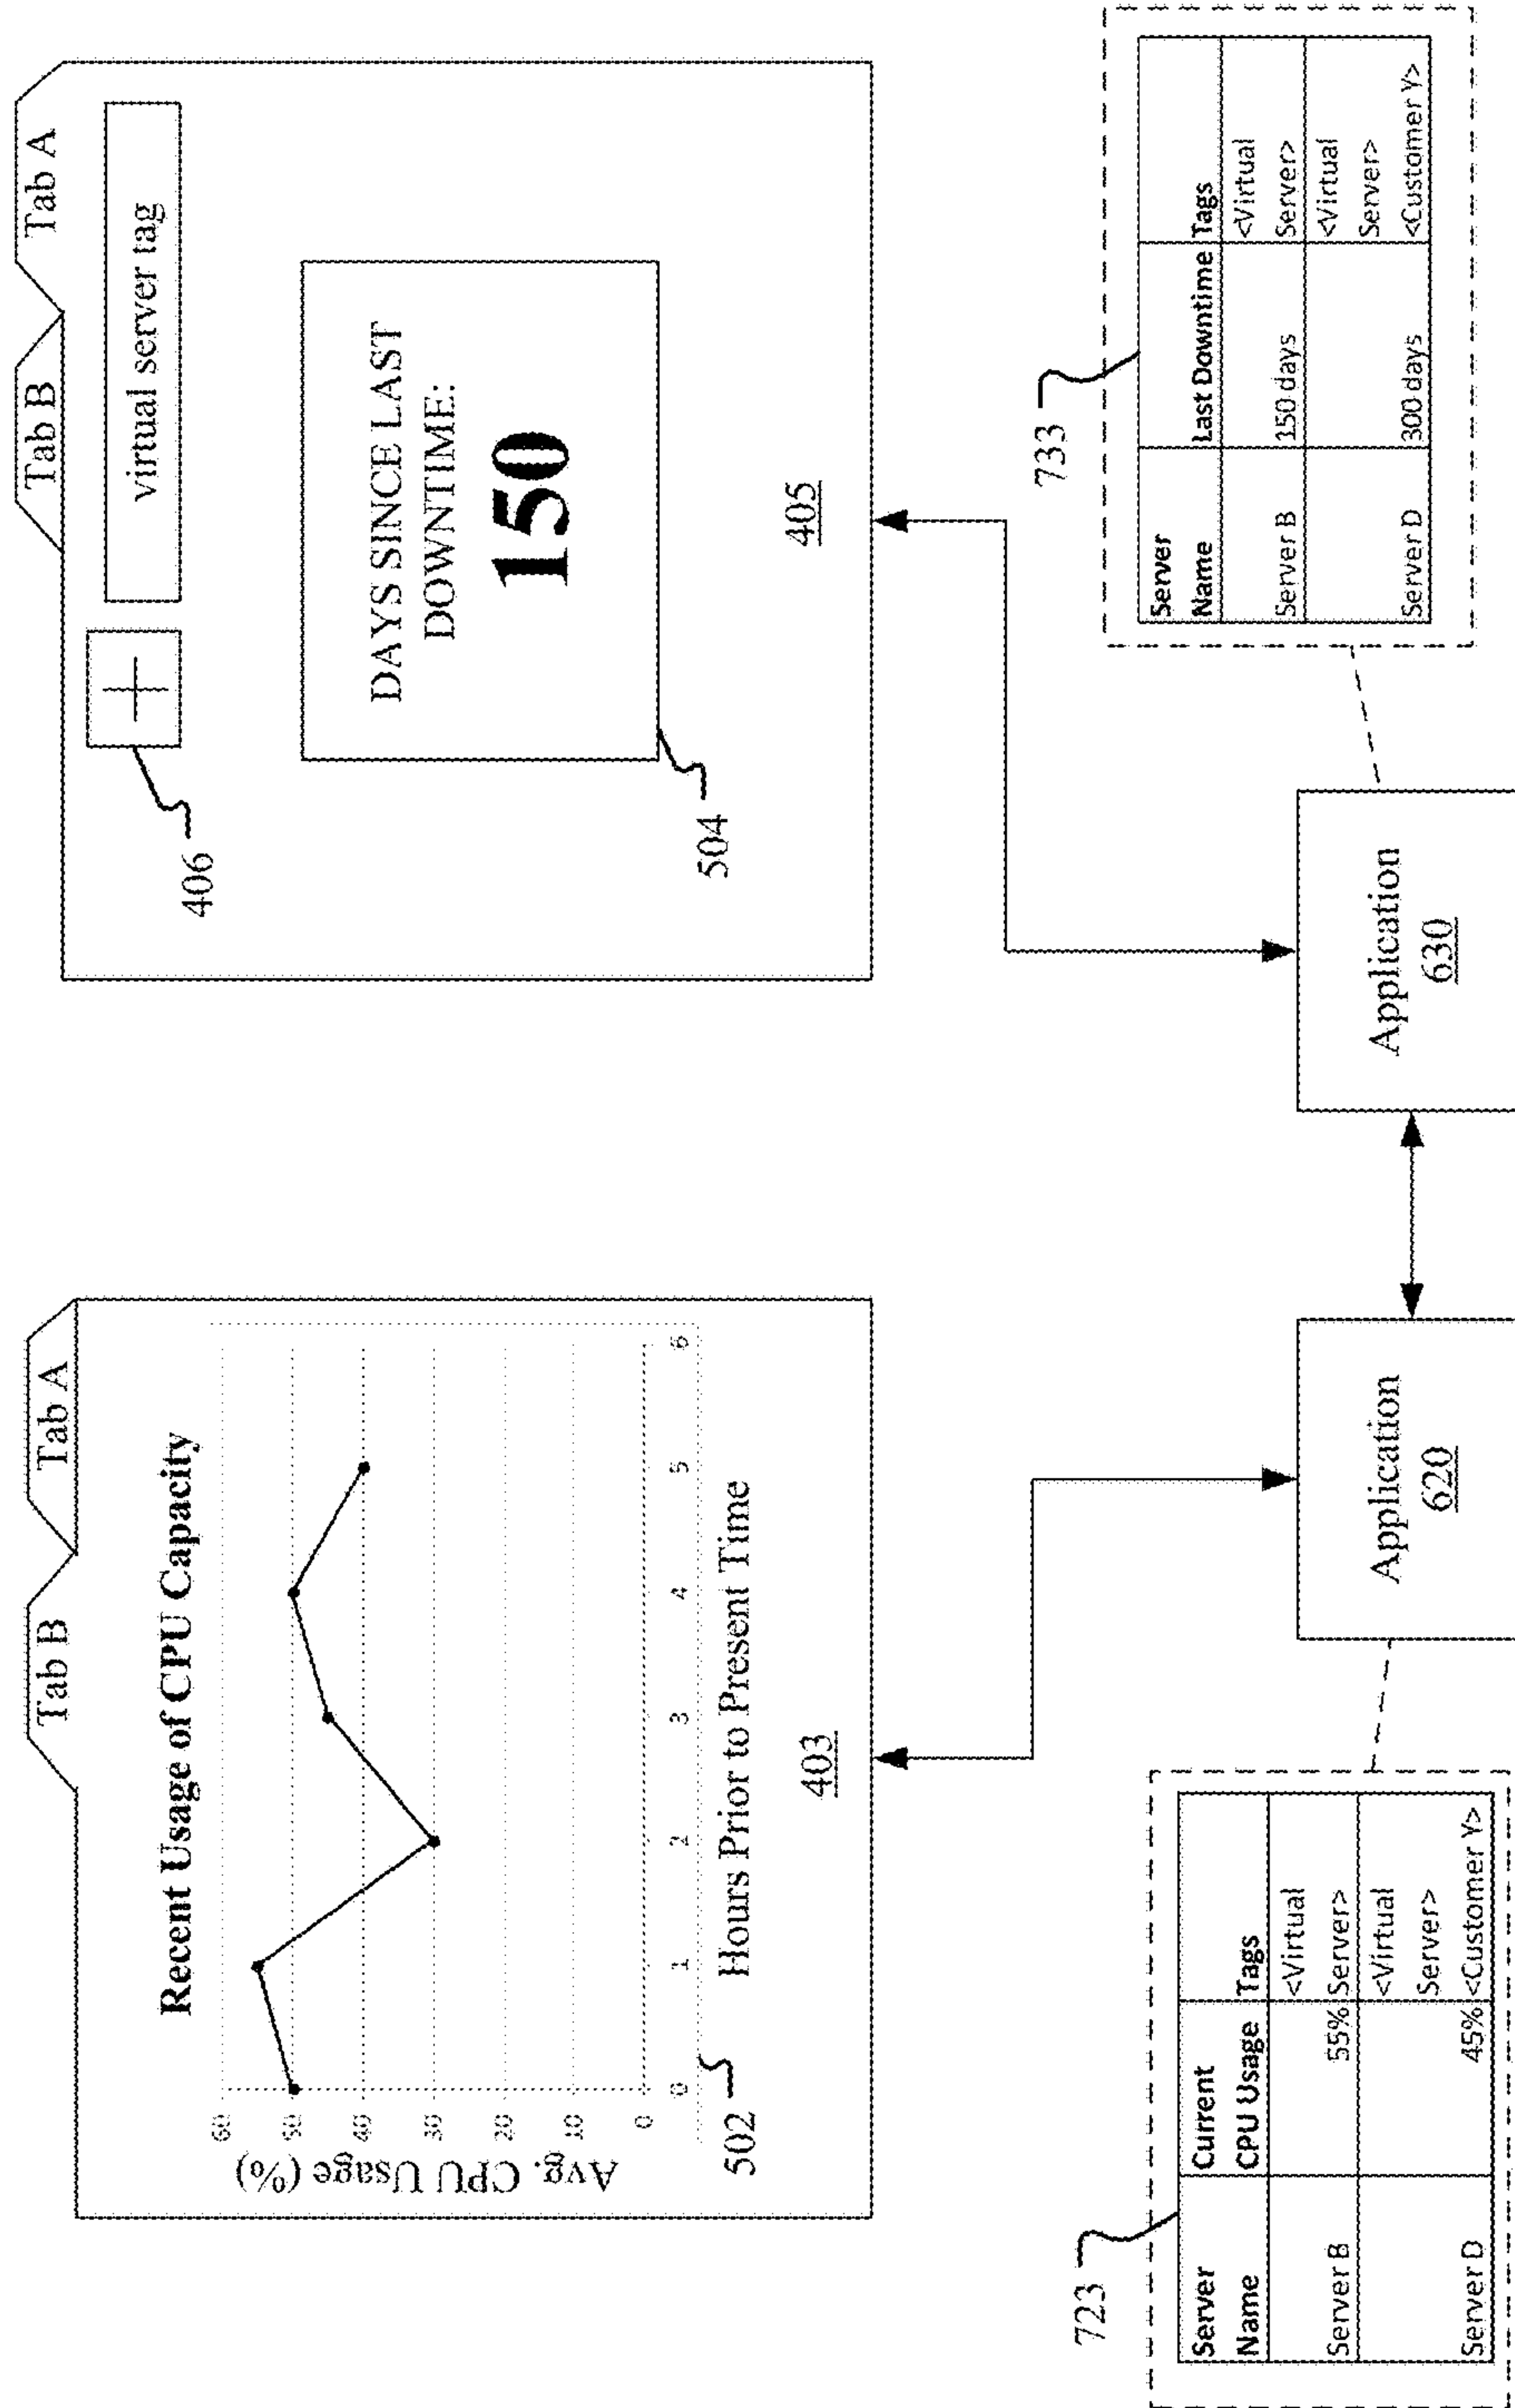 Tab B
Tab A
Recent Usage of CPU Capacity
Avg. CPU Usage (%)
60
50
40
30
20
10
0
0
1
2
3
4
5
6
Hours Prior to Present Time
502
403
Tab B
Tab A
virtual server tag
406
DAYS SINCE LAST
DOWNTIME:
150
504
405
723
Server
Name
Current
CPU Usage
Tags
Server B
55%
<Virtual
Server>
Server D
45%
<Virtual
Server>
<Customer Y>
Application
620
Application
630
733
Server
Name
Last Downtime
Tags
Server B
150 days
<Virtual
Server>
Server D
300 days
<Virtual
Server>
<Customer Y>